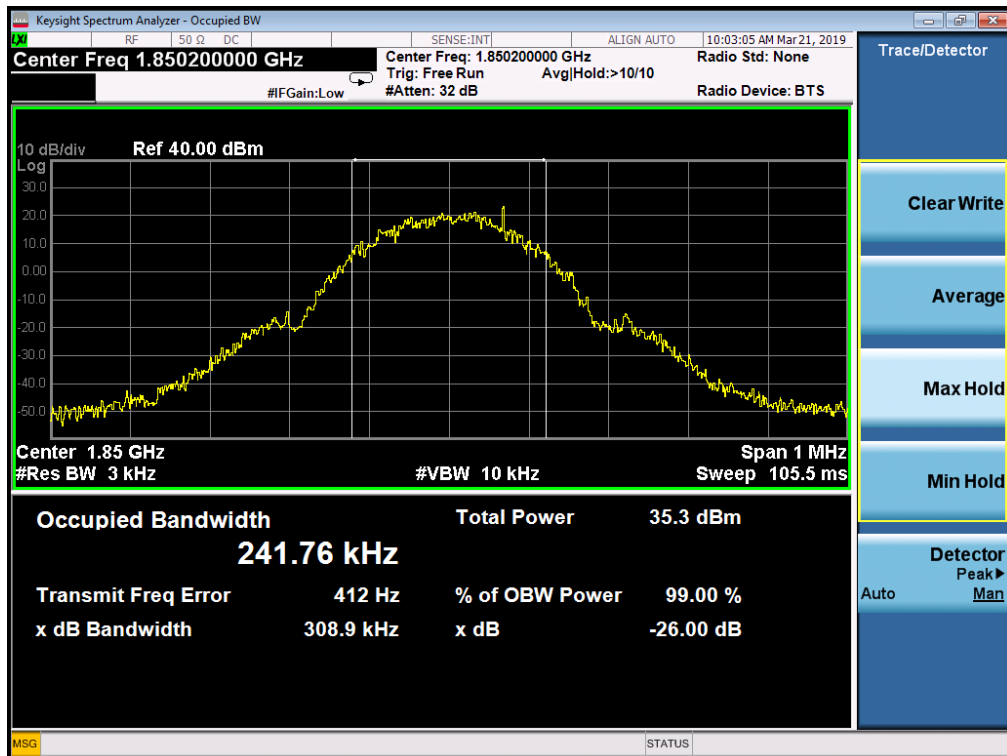 Keysight Spectrum Analyzer - Occupied BW
LXI RF 50 Ω DC SENSE:INT ALIGN AUTO 10:03:05 AM Mar 21, 2019
Center Freq 1.850200000 GHz
Center Freq: 1.850200000 GHz Radio Std: None
Trig: Free Run Avg|Hold:>10/10
#IFGain:Low #Atten: 32 dB Radio Device: BTS
10 dB/div Ref 40.00 dBm
Log
30.0
20.0
10.0
0.00
-10.0
-20.0
-30.0
-40.0
-50.0
Center 1.85 GHz Span 1 MHz
#Res BW 3 kHz #VBW 10 kHz Sweep 105.5 ms
Occupied Bandwidth Total Power 35.3 dBm
241.76 kHz
Transmit Freq Error 412 Hz % of OBW Power 99.00 %
x dB Bandwidth 308.9 kHz x dB -26.00 dB
MSG STATUS
Trace/Detector
Clear Write
Average
Max Hold
Min Hold
Detector
Peak▶
Auto Man